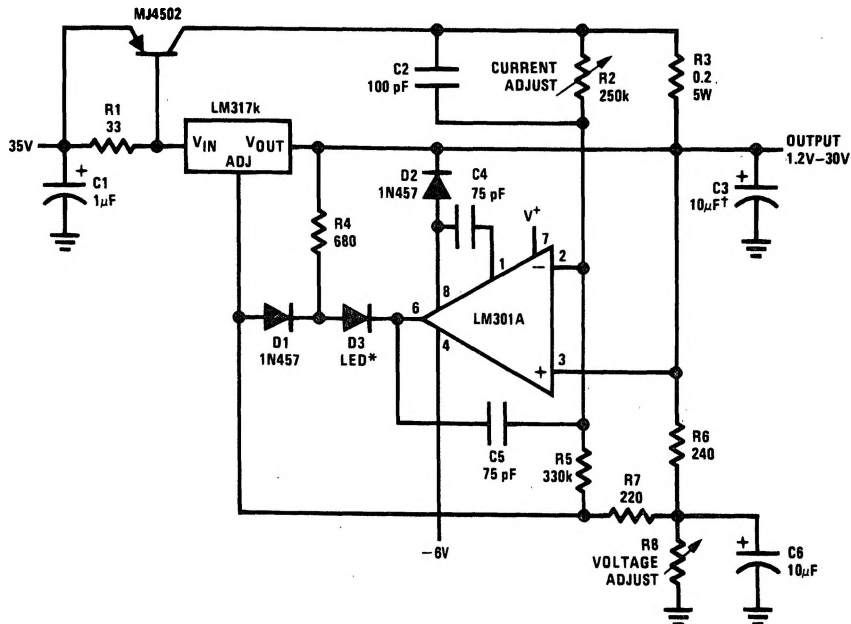 MJ4502
R1
33
35V
C1
1μF
+
LM317k
VIN
VOUT
ADJ
C2
100 pF
CURRENT
ADJUST
R2
250k
R3
0.2
5W
OUTPUT
1.2V–30V
+
C3
10μF†
D2
1N457
C4
75 pF
R4
680
V+
7
1
2
−
8
6
LM301A
4
3
+
D1
1N457
D3
LED*
C5
75 pF
R5
330k
R6
240
R7
220
−6V
R8
VOLTAGE
ADJUST
+
C6
10μF